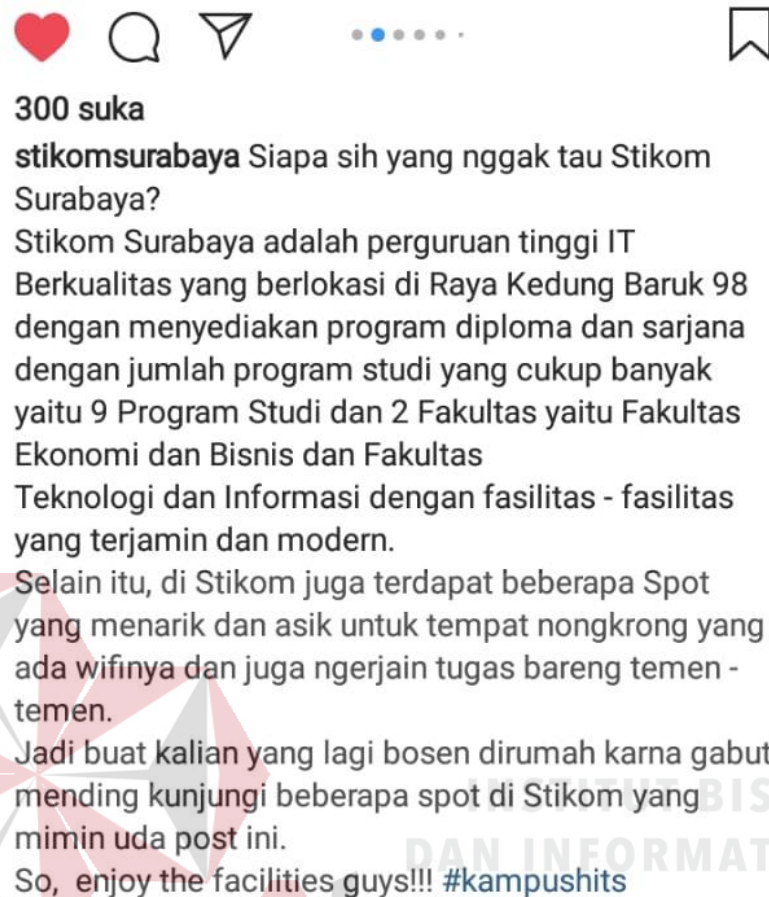 300 suka
stikomsurabaya Siapa sih yang nggak tau Stikom
Surabaya?
Stikom Surabaya adalah perguruan tinggi IT
Berkualitas yang berlokasi di Raya Kedung Baruk 98
dengan menyediakan program diploma dan sarjana
dengan jumlah program studi yang cukup banyak
yaitu 9 Program Studi dan 2 Fakultas yaitu Fakultas
Ekonomi dan Bisnis dan Fakultas
Teknologi dan Informasi dengan fasilitas - fasilitas
yang terjamin dan modern.
Selain itu, di Stikom juga terdapat beberapa Spot
yang menarik dan asik untuk tempat nongkrong yang
ada wifinya dan juga ngerjain tugas bareng temen -
temen.
Jadi buat kalian yang lagi bosen dirumah karna gabut
mending kunjungi beberapa spot di Stikom yang
INSTITUT BIS
mimin uda post ini.
DAN INFORMAT
So, enjoy the facilities guys!!! #kampushits